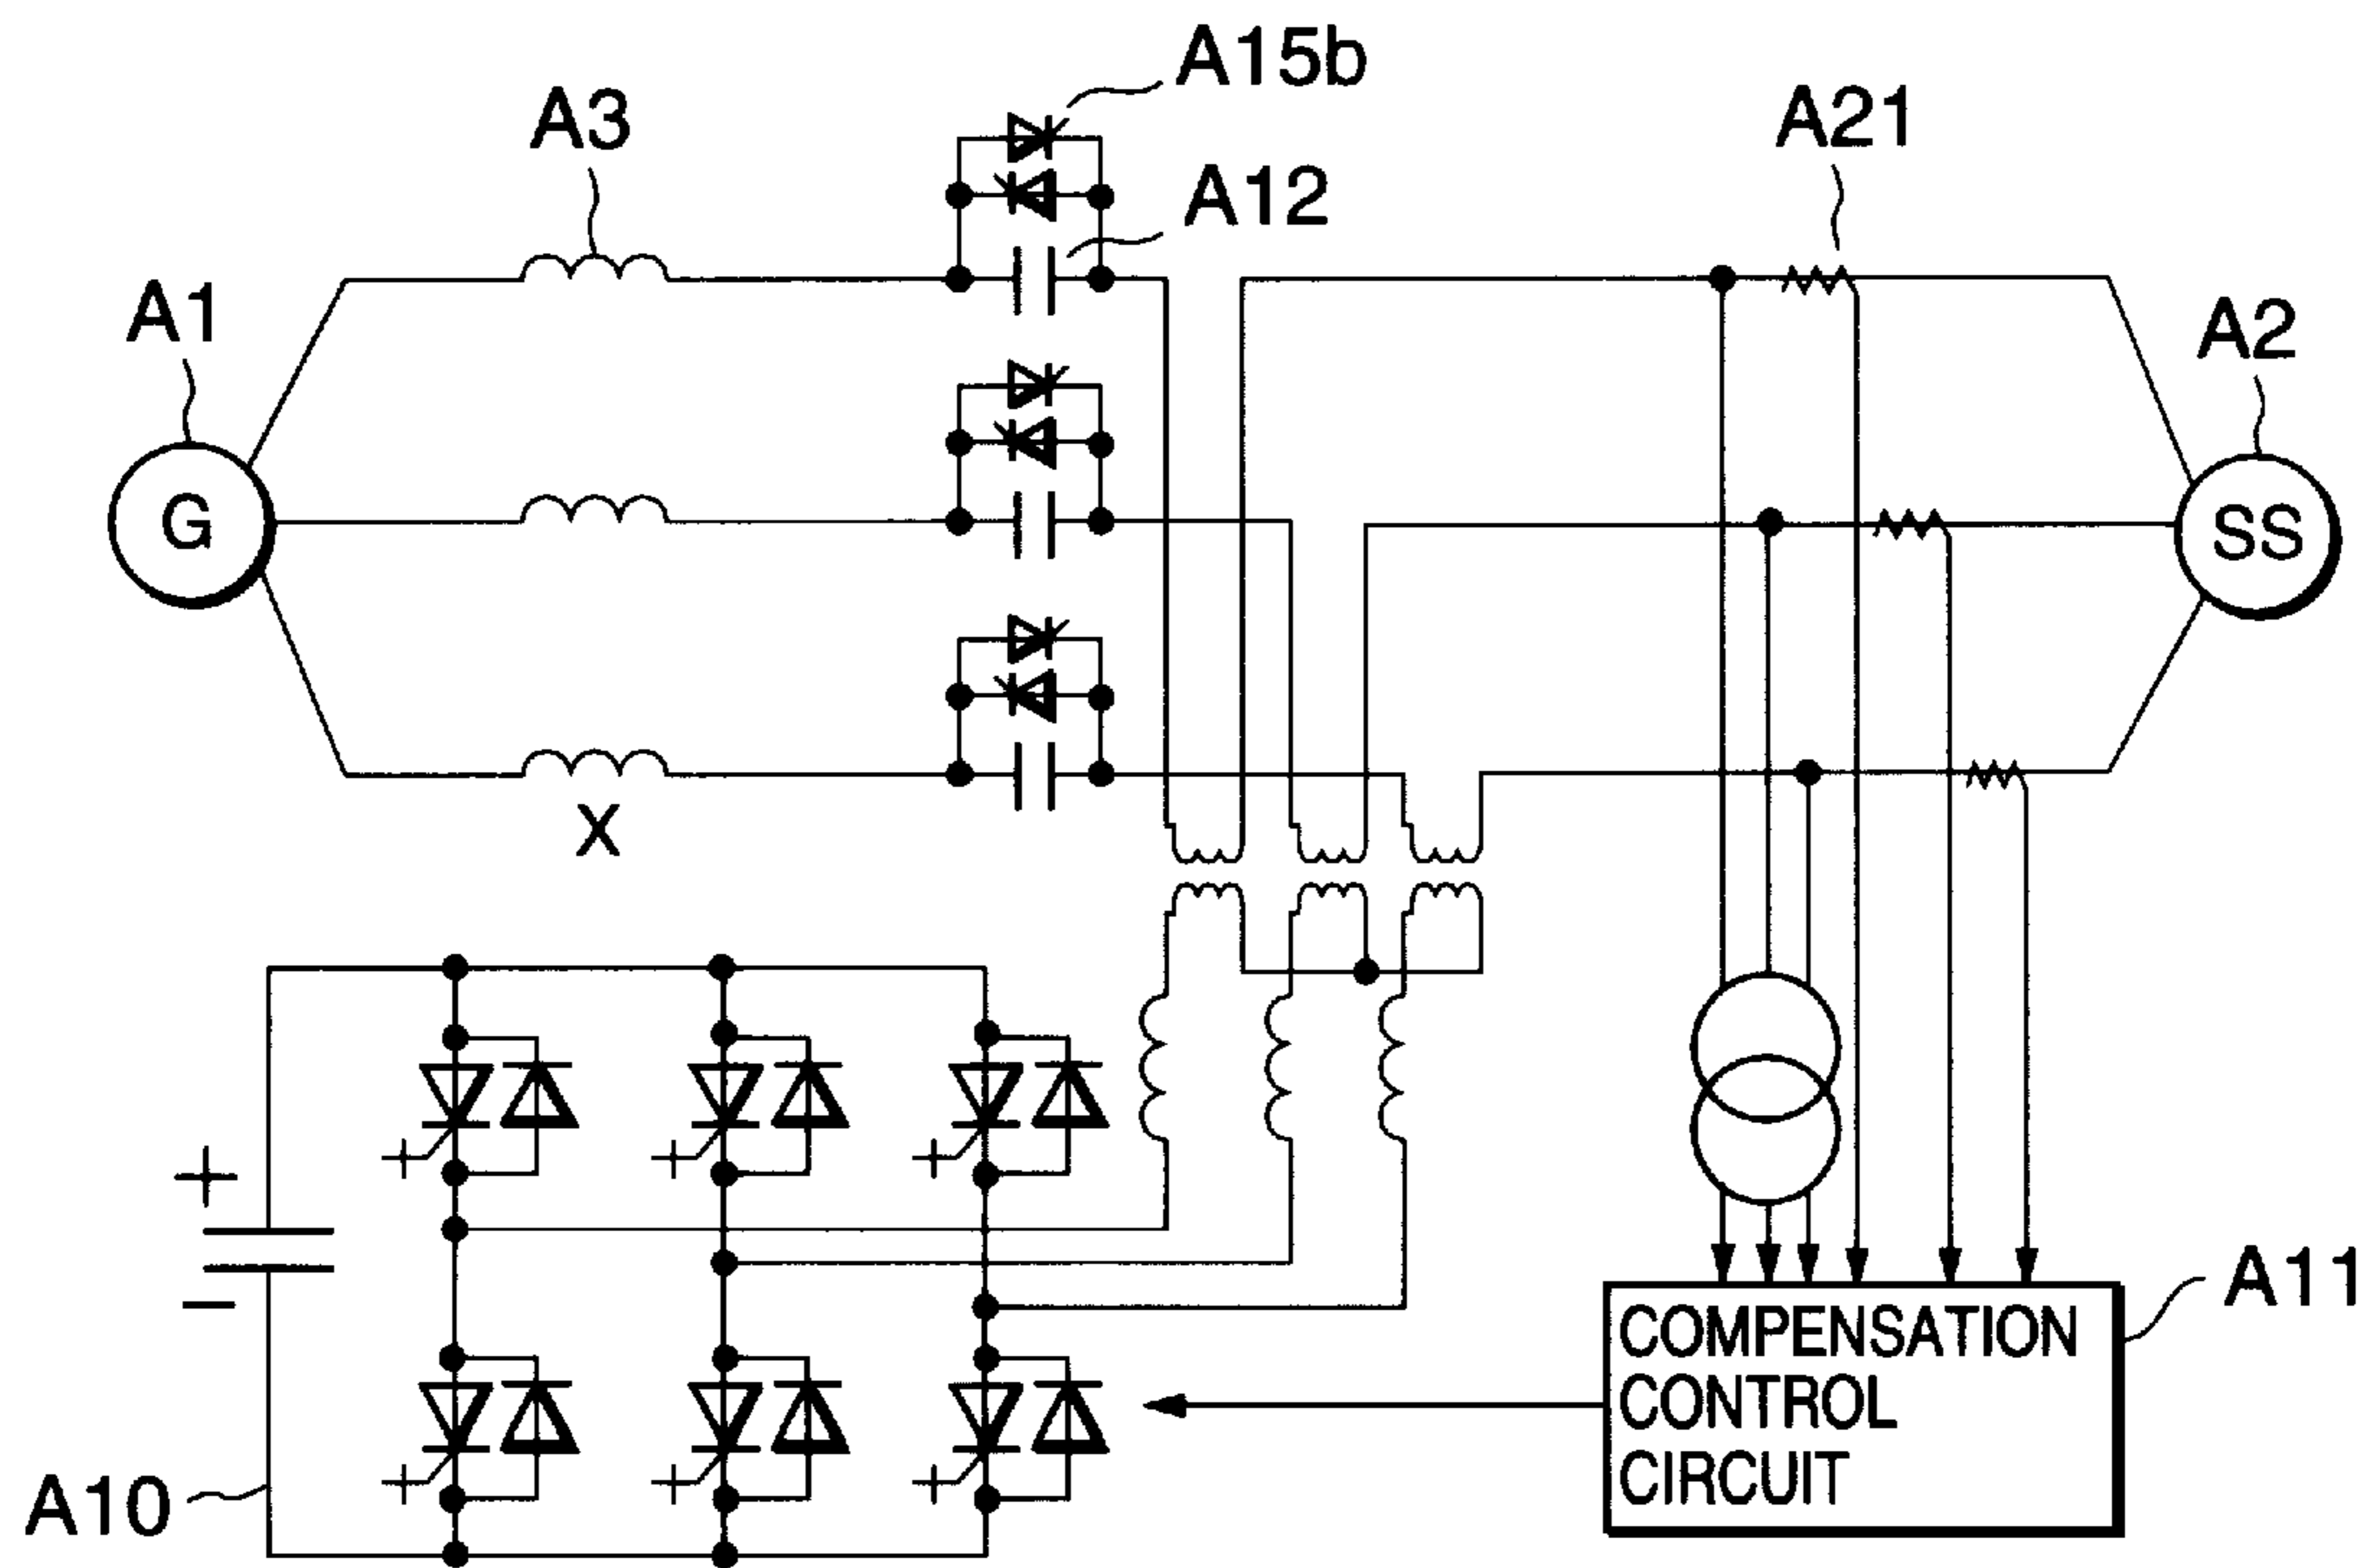 A15b
A3
A21
A12
A1
A2
G
SS
X
+
−
A11
COMPENSATION
CONTROL
CIRCUIT
A10